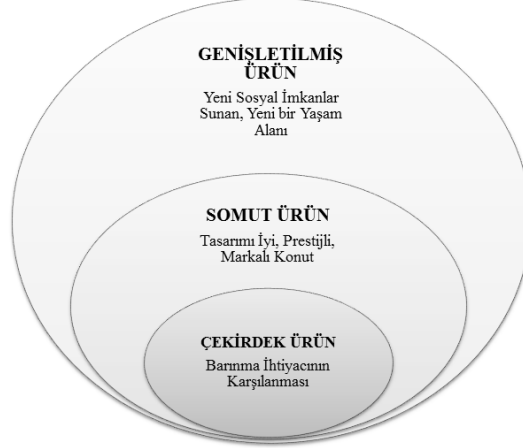 GENİŞLETİLMİŞ
ÜRÜN
Yeni Sosyal İmkanlar
Sunan, Yeni bir Yaşam
Alanı
SOMUT ÜRÜN
Tasarımı İyi, Prestijli,
Markalı Konut
ÇEKİRDEK ÜRÜN
Barınma İhtiyacının
Karşılanması